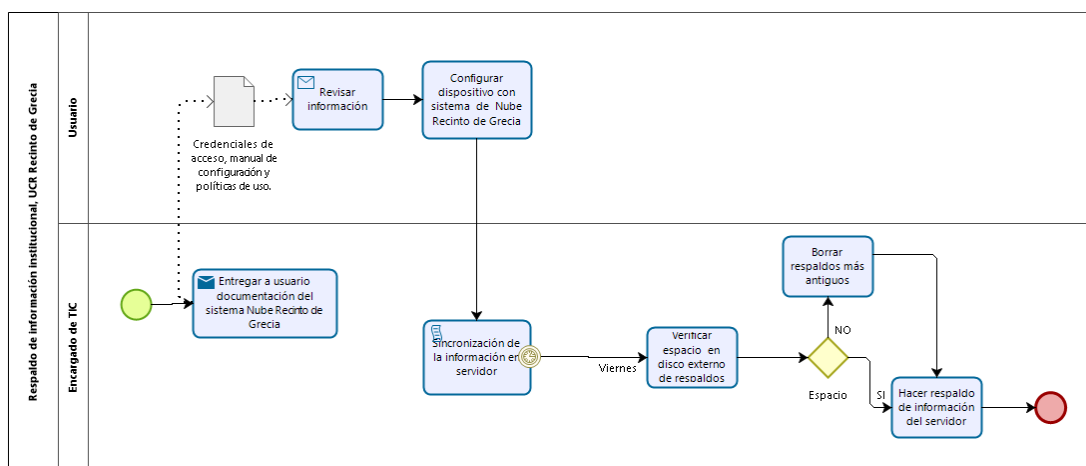 Respaldo de información institucional, UCR Recinto de Grecia
Usuario
Credenciales de
acceso, manual de
configuración y
políticas de uso.
Revisar
información
Configurar
dispositivo con
sistema de Nube
Recinto de Grecia
Encargado de TIC
Entregar a usuario
documentación del
sistema Nube Recinto de
Grecia
Sincronización de
la información en
servidor
Viernes
Verificar
espacio en
disco externo
de respaldos
Espacio
NO
Borrar
respaldos más
antiguos
SI
Hacer respaldo
de información
del servidor